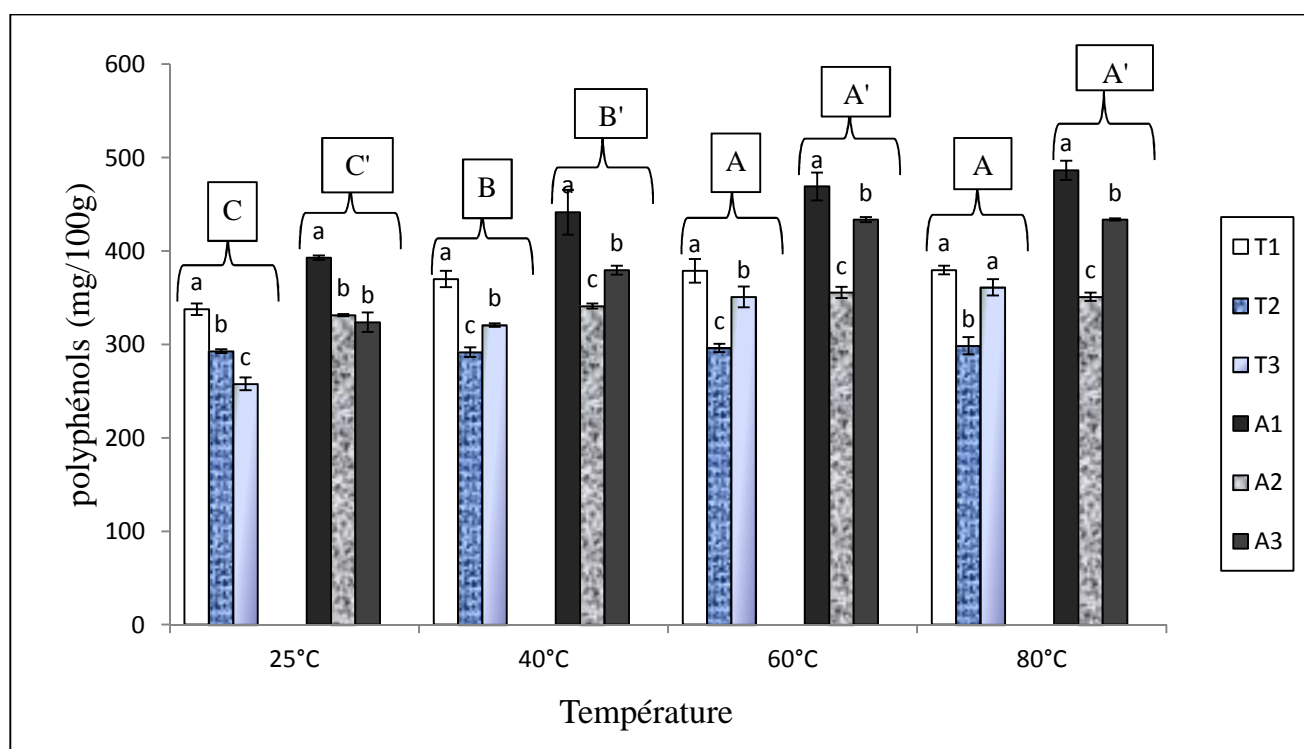 polyphénols (mg/100g)
600
500
400
300
200
100
0
C
C'
B
B'
A
A'
A
A'
a
b
c
a
b
b
a
c
b
a
c
b
a
c
b
a
c
b
a
b
a
a
c
b
25°C
40°C
60°C
80°C
Température
T1
T2
T3
A1
A2
A3